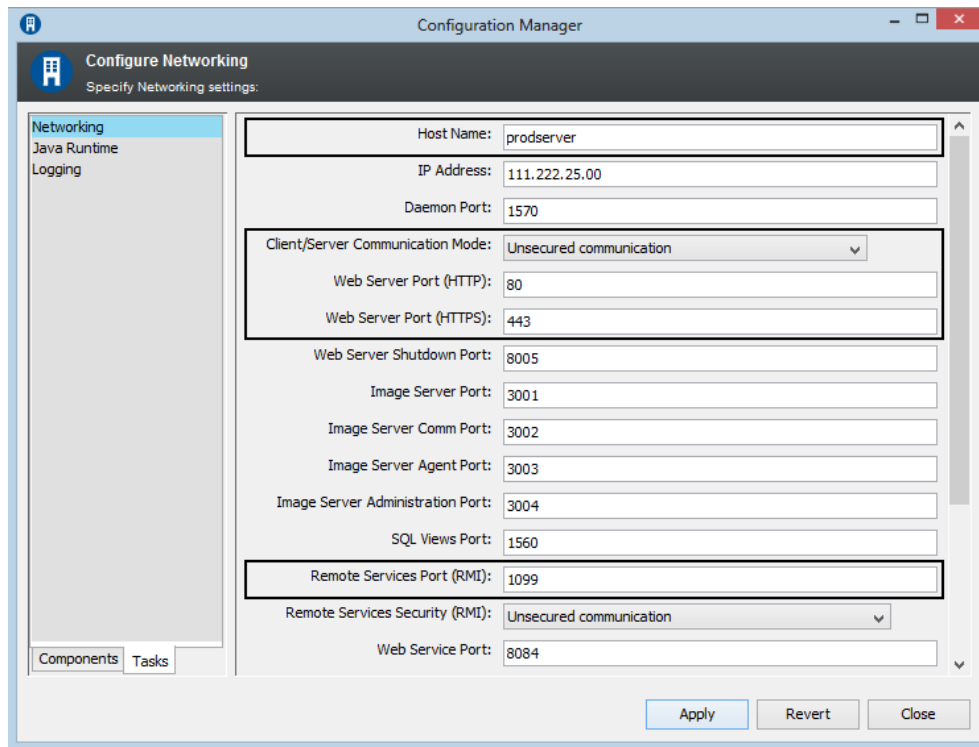 Configuration Manager
Configure Networking
Specify Networking settings:
Networking
Java Runtime
Logging
Host Name: prodserver
IP Address: 111.222.25.00
Daemon Port: 1570
Client/Server Communication Mode: Unsecured communication
Web Server Port (HTTP): 80
Web Server Port (HTTPS): 443
Web Server Shutdown Port: 8005
Image Server Port: 3001
Image Server Comm Port: 3002
Image Server Agent Port: 3003
Image Server Administration Port: 3004
SQL Views Port: 1560
Remote Services Port (RMI): 1099
Remote Services Security (RMI): Unsecured communication
Web Service Port: 8084
Components Tasks
Apply Revert Close